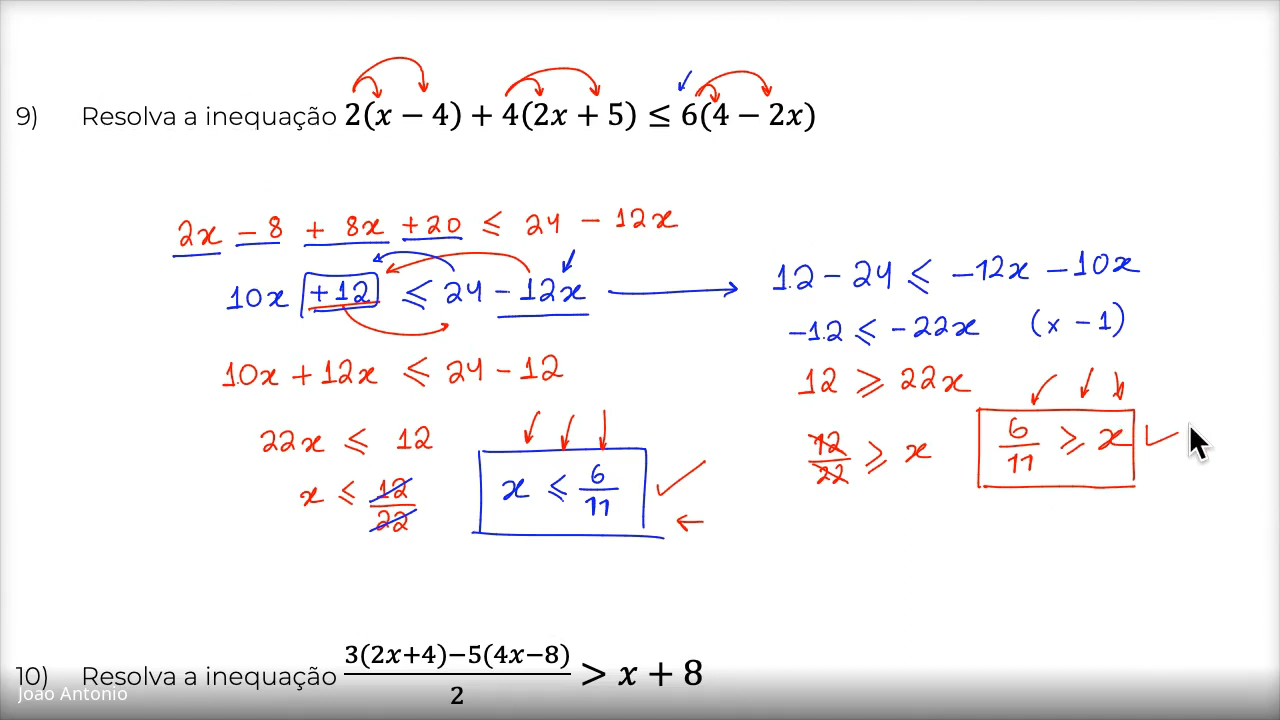 9) Resolva a inequação 2(x − 4) + 4(2x + 5) ≤ 6(4 − 2x)
2x − 8 + 8x + 20 ≤ 24 − 12x
10x +12 ≤ 24 − 12x
10x + 12x ≤ 24 − 12
22x ≤ 12
x ≤ 12/22
x ≤ 6/11
12 − 24 ≤ −12x − 10x
−12 ≤ −22x (x − 1)
12 ≥ 22x
12/22 ≥ x
6/11 ≥ x
10) Resolva a inequação (3(2x+4)−5(4x−8))/2 > x + 8
Joao Antonio